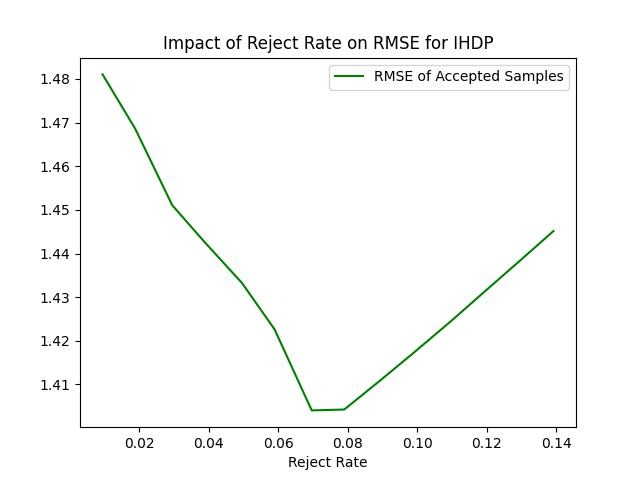 Impact of Reject Rate on RMSE for IHDP
RMSE of Accepted Samples
1.48
1.47
1.46
1.45
1.44
1.43
1.42
1.41
0.02 0.04 0.06 0.08 0.10 0.12 0.14
Reject Rate